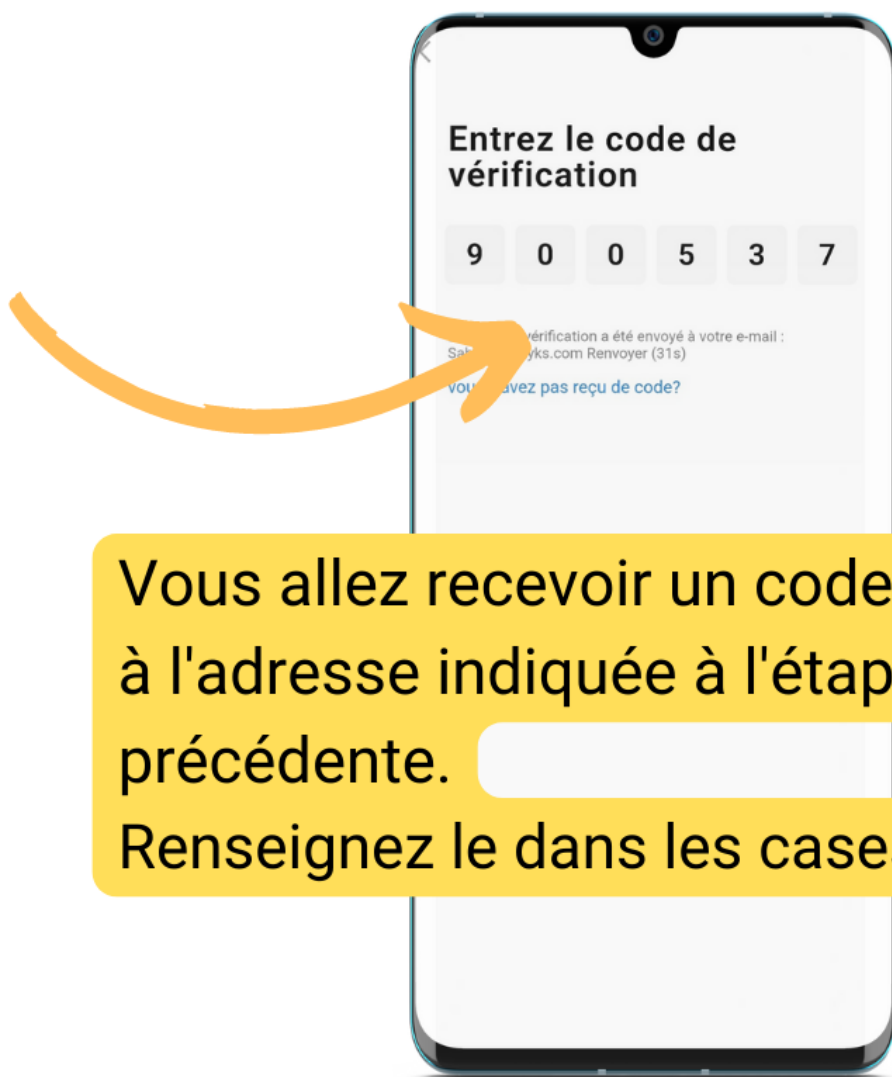 Entrez le code de
vérification
9 0 0 5 3 7
vérification a été envoyé à votre e-mail :
yks.com Renvoyer (31s)
avez pas reçu de code?
Vous allez recevoir un code
à l'adresse indiquée à l'étap
précédente.
Renseignez le dans les cases